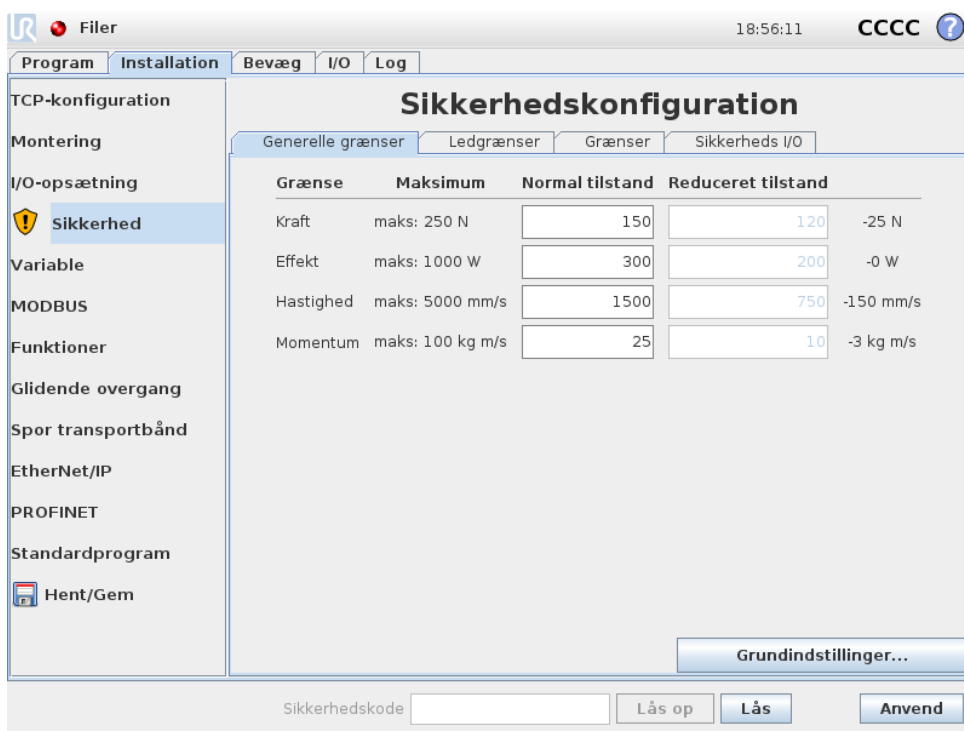 UR Filer 18:56:11 CCCC ?
Program Installation Bevæg I/O Log
TCP-konfiguration
Montering
I/O-opsætning
Sikkerhed
Variable
MODBUS
Funktioner
Glidende overgang
Spor transportbånd
EtherNet/IP
PROFINET
Standardprogram
Hent/Gem
Sikkerhedskonfiguration
Generelle grænser Ledgrænser Grænser Sikkerheds I/O
Grænse Maksimum Normal tilstand Reduceret tilstand
Kraft maks: 250 N 150 120 -25 N
Effekt maks: 1000 W 300 200 -0 W
Hastighed maks: 5000 mm/s 1500 750 -150 mm/s
Momentum maks: 100 kg m/s 25 10 -3 kg m/s
Grundindstillinger...
Sikkerhedskode Lås op Lås Anvend